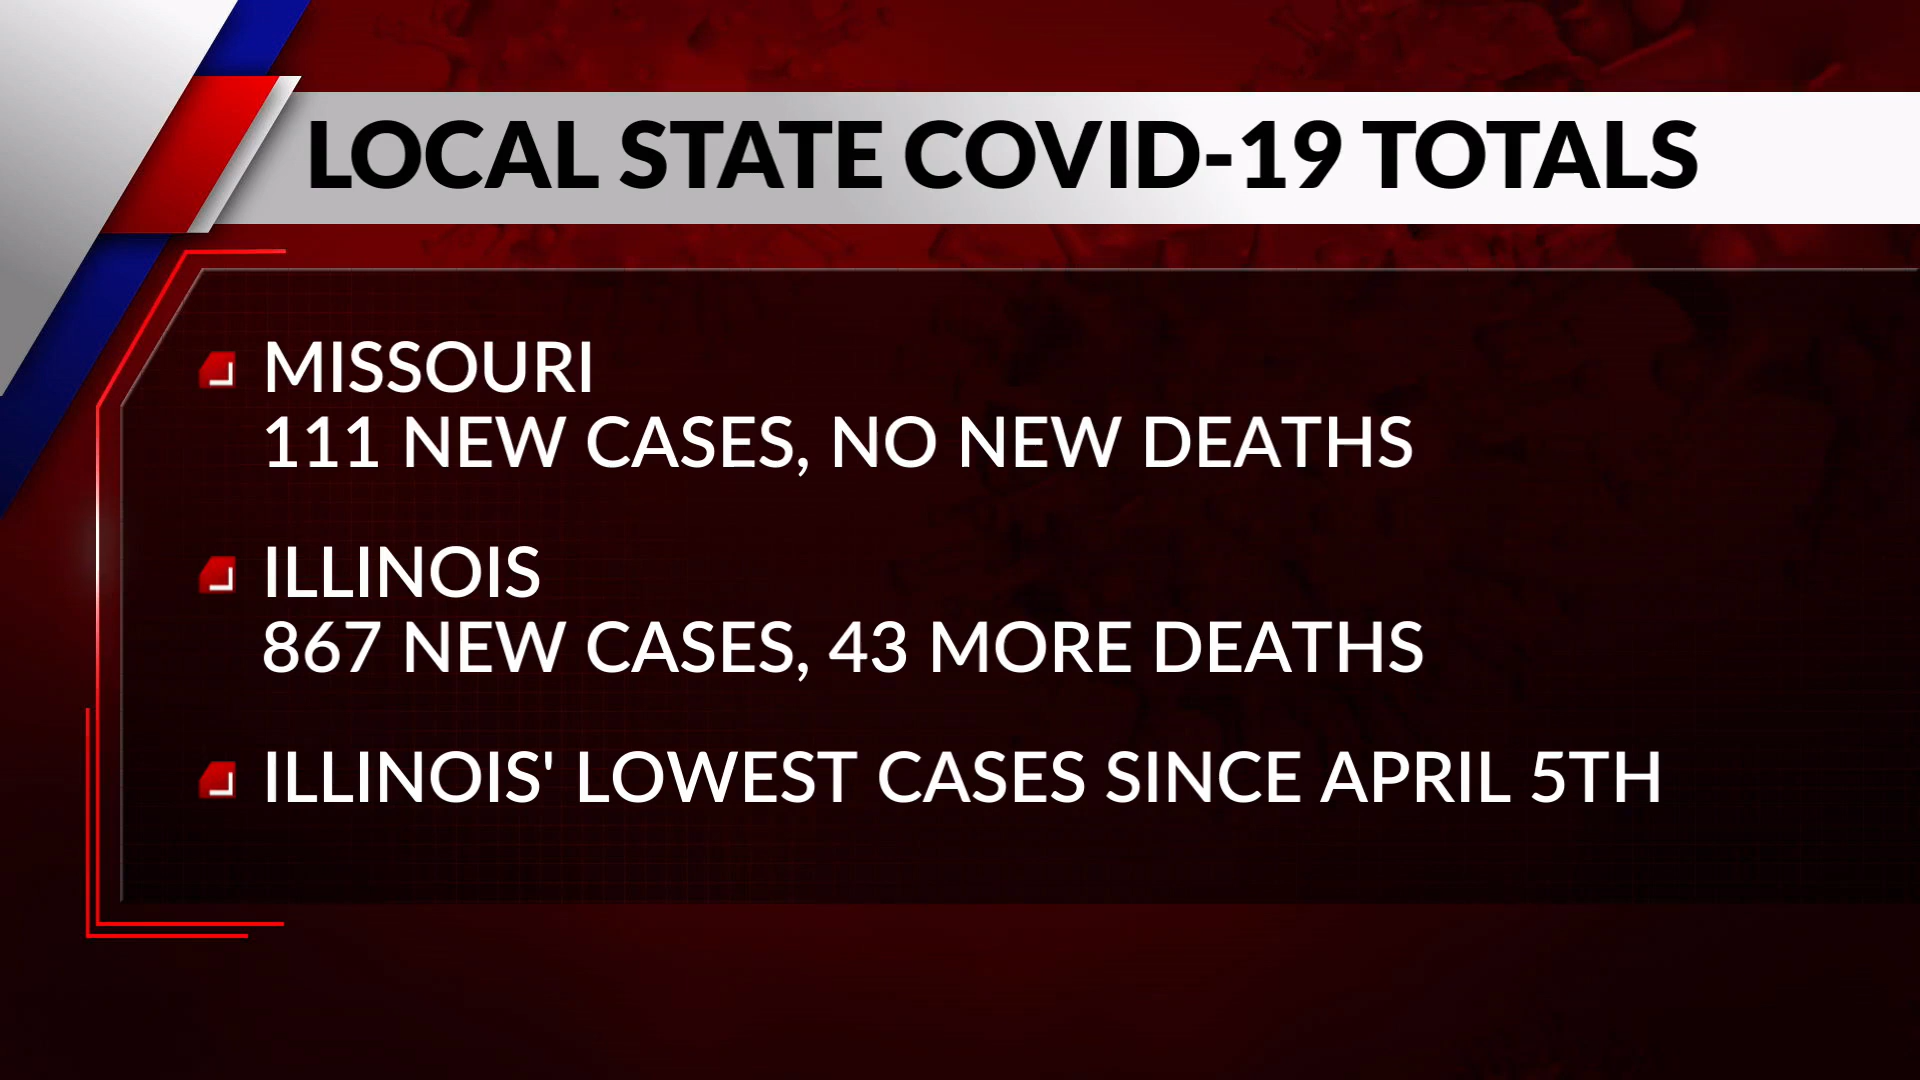 LOCAL STATE COVID-19 TOTALS
MISSOURI
111 NEW CASES, NO NEW DEATHS
ILLINOIS
867 NEW CASES, 43 MORE DEATHS
ILLINOIS' LOWEST CASES SINCE APRIL 5TH